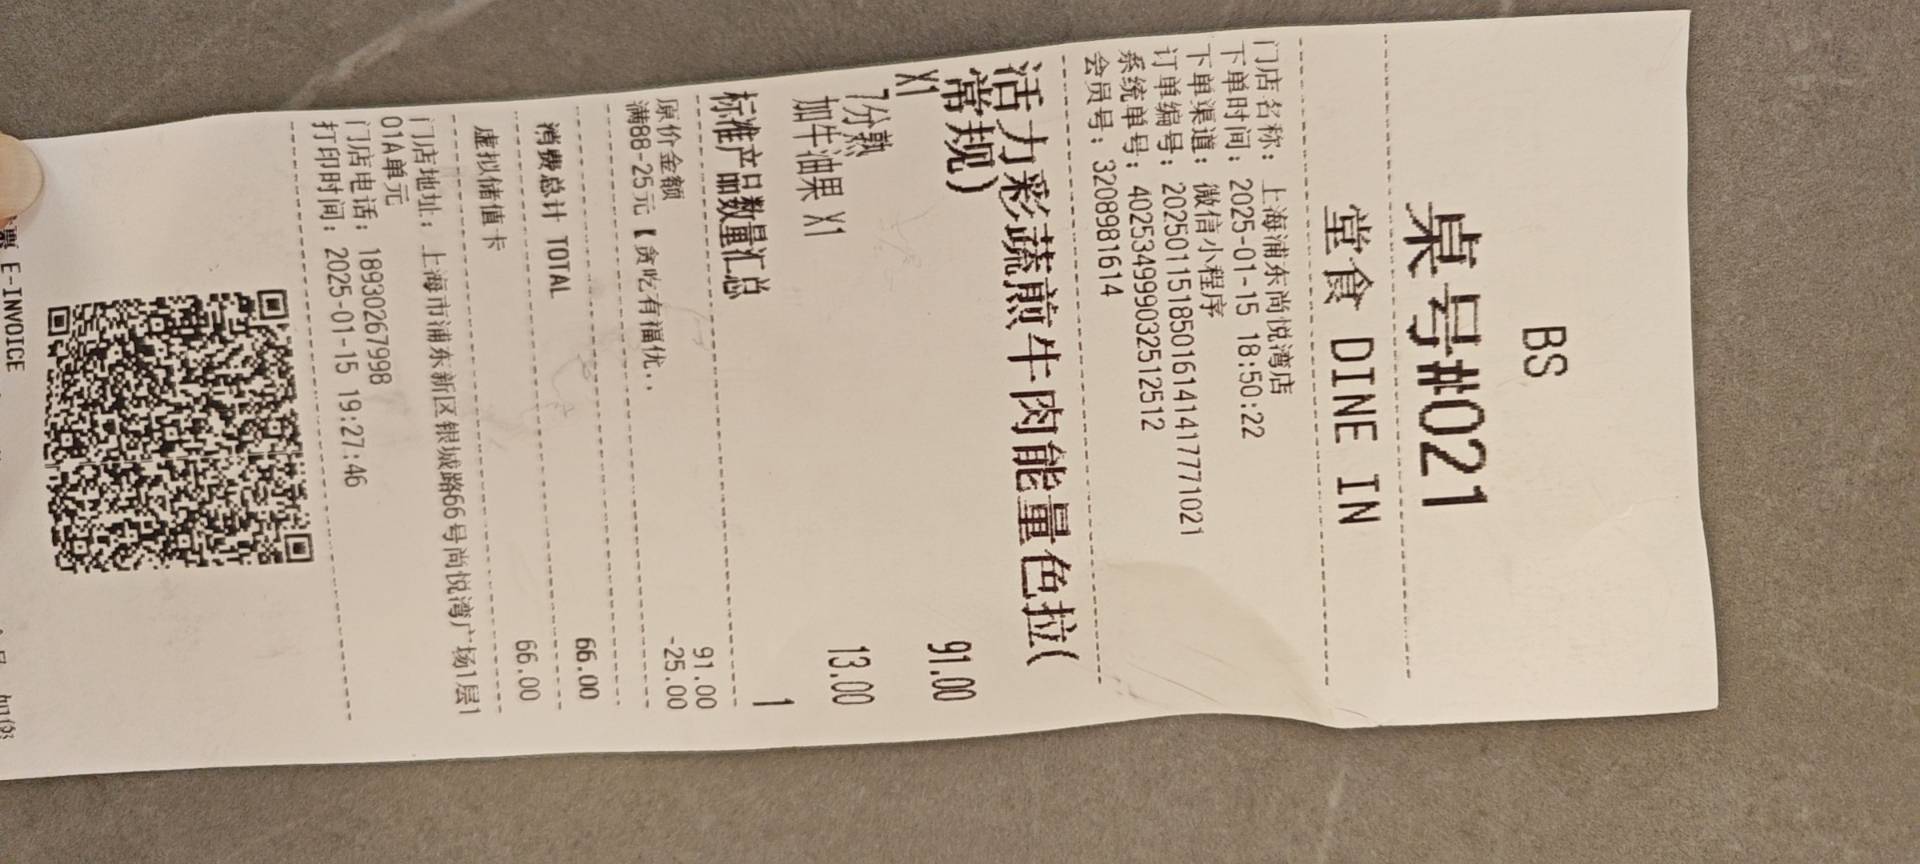 BS
桌号#021
堂食 DINE IN
门店名称: 上海浦东尚悦湾店
下单时间: 2025-01-15 18:50:22
下单渠道: 微信小程序
订单编号: 20250115185016141417771021
系统单号: 402534999032512512
会员号: 3208981614
活力彩蔬煎牛肉能量色拉(
常规)
X1 91.00
7分熟
加牛油果 X1 13.00
标准产品数量汇总 1
原价金额 91.00
满88-25元【贪吃有福优.. -25.00
消费总计 TOTAL 66.00
虚拟储值卡 66.00
门店地址: 上海市浦东新区银城路66号尚悦湾广场1层1
01A单元
门店电话: 18930267998
打印时间: 2025-01-15 19:27:46
票 E-INVOICE